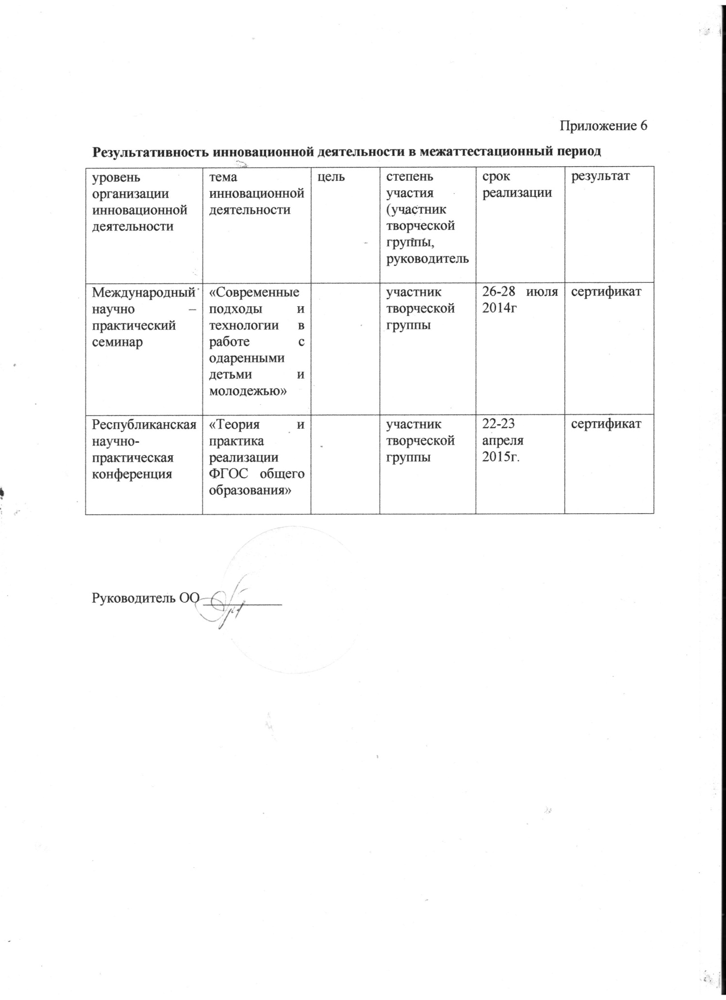 Приложение 6
Результативность инновационной деятельности в межаттестационный период
уровень
организации
инновационной
деятельности
тема
инновационной
деятельности
цель
степень
участия
(участник
творческой
группы,
руководитель
срок
реализации
результат
Международный
научно –
практический
семинар
«Современные
подходы и
технологии в
работе с
одаренными
детьми и
молодежью»
участник
творческой
группы
26-28 июля
2014г
сертификат
Республиканская
научно-
практическая
конференция
«Теория и
практика
реализации
ФГОС общего
образования»
участник
творческой
группы
22-23
апреля
2015г.
сертификат
Руководитель ОО ___________